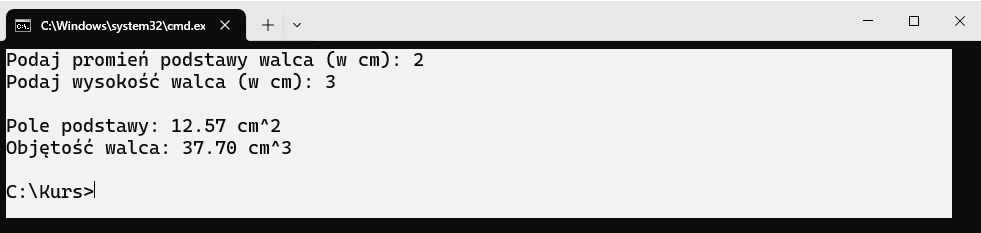 C:\Windows\system32\cmd.ex
Podaj promień podstawy walca (w cm): 2
Podaj wysokość walca (w cm): 3
Pole podstawy: 12.57 cm^2
Objętość walca: 37.70 cm^3
C:\Kurs>